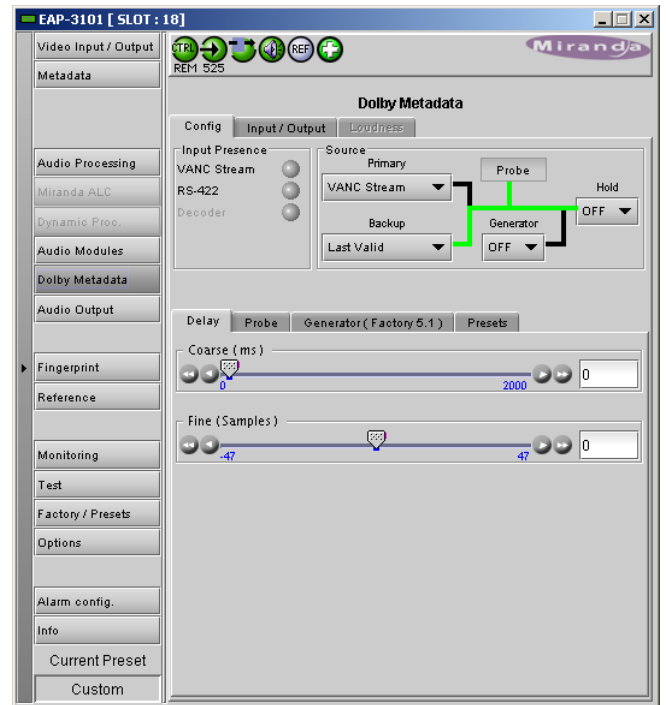 EAP-3101 [ SLOT : 18]
Video Input / Output
Metadata
Audio Processing
Miranda ALC
Dynamic Proc.
Audio Modules
Dolby Metadata
Audio Output
Fingerprint
Reference
Monitoring
Test
Factory / Presets
Options
Alarm config.
Info
Current Preset
Custom
CTRL
REF
REM 525
Miranda
Dolby Metadata
Config Input / Output Loudness
Input Presence
VANC Stream
RS-422
Decoder
Source
Primary
VANC Stream
Backup
Last Valid
Probe
Generator
OFF
Hold
OFF
Delay Probe Generator ( Factory 5.1 ) Presets
Coarse ( ms )
0 2000 0
Fine ( Samples )
-47 47 0